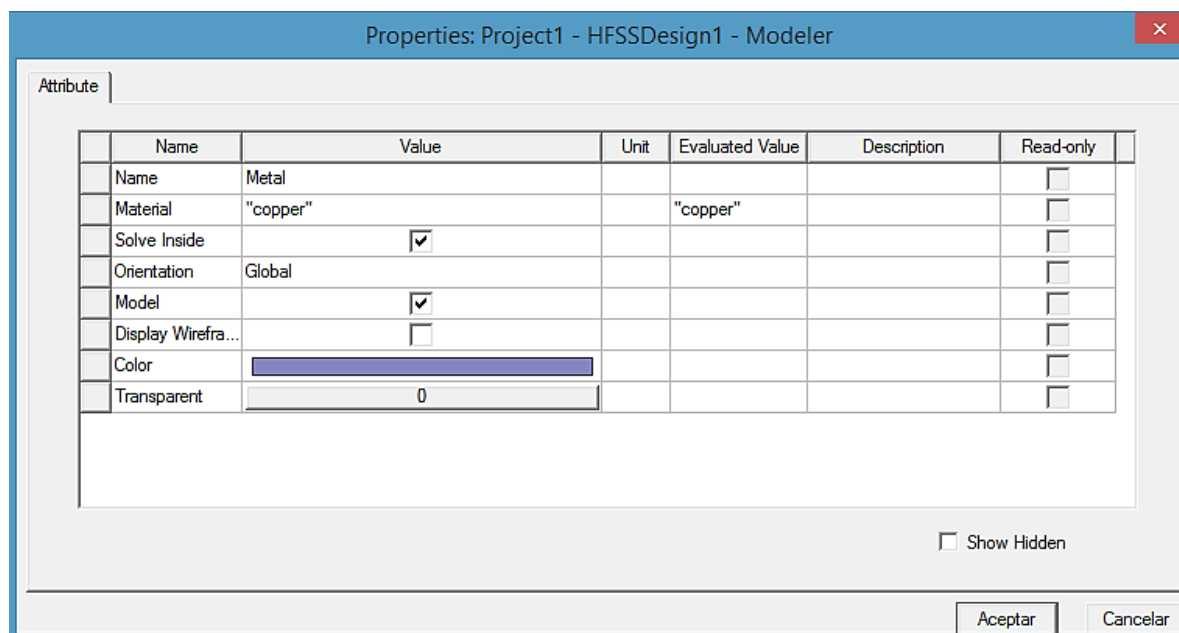 Properties: Project1 - HFSSDesign1 - Modeler
Attribute
Name Value Unit Evaluated Value Description Read-only
Name Metal
Material "copper" "copper"
Solve Inside
Orientation Global
Model
Display Wirefra...
Color
Transparent 0
Show Hidden
Aceptar Cancelar